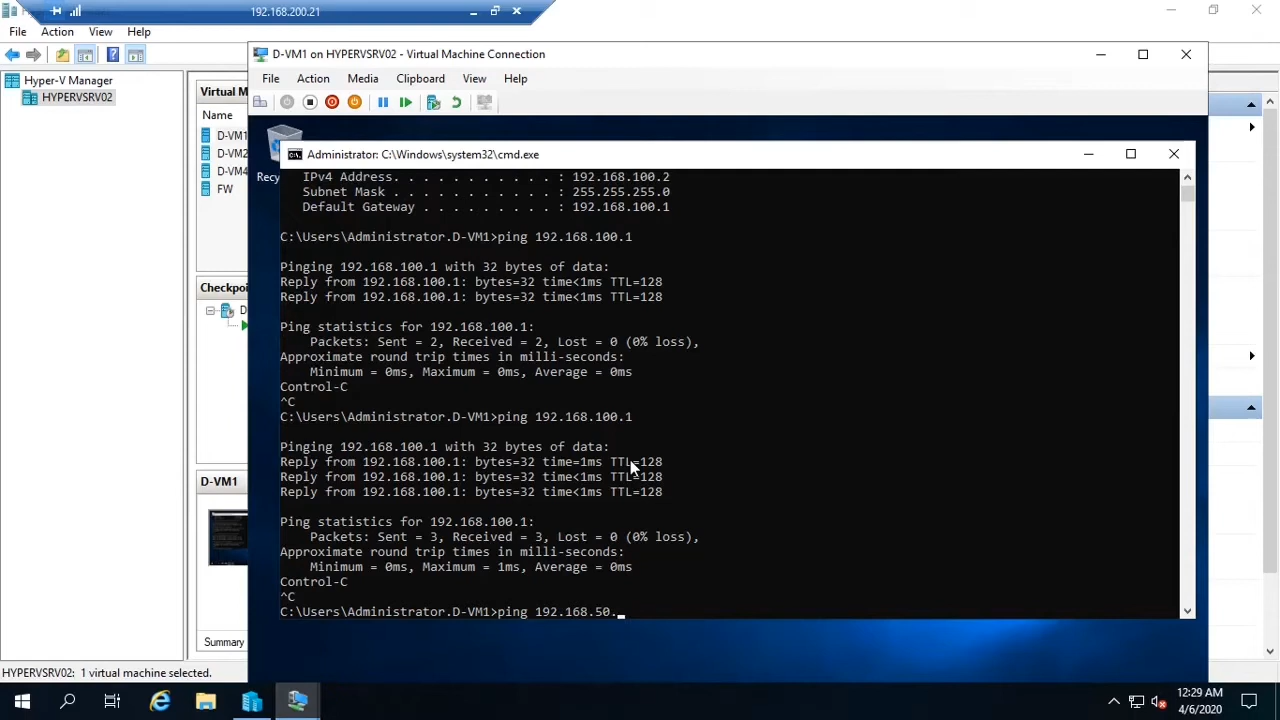 192.168.200.21
File Action View Help
Hyper-V Manager
HYPERVSRV02
Virtual M
Name
D-VM1
D-VM2
D-VM4
FW
Checkpoi
D
D-VM1
Summary
HYPERVSRV02: 1 virtual machine selected.
D-VM1 on HYPERVSRV02 - Virtual Machine Connection
File Action Media Clipboard View Help
Recy
Administrator: C:\Windows\system32\cmd.exe
IPv4 Address. . . . . . . . . . . : 192.168.100.2
Subnet Mask . . . . . . . . . . . : 255.255.255.0
Default Gateway . . . . . . . . . : 192.168.100.1
C:\Users\Administrator.D-VM1>ping 192.168.100.1
Pinging 192.168.100.1 with 32 bytes of data:
Reply from 192.168.100.1: bytes=32 time<1ms TTL=128
Reply from 192.168.100.1: bytes=32 time<1ms TTL=128
Ping statistics for 192.168.100.1:
Packets: Sent = 2, Received = 2, Lost = 0 (0% loss),
Approximate round trip times in milli-seconds:
Minimum = 0ms, Maximum = 0ms, Average = 0ms
Control-C
^C
C:\Users\Administrator.D-VM1>ping 192.168.100.1
Pinging 192.168.100.1 with 32 bytes of data:
Reply from 192.168.100.1: bytes=32 time=1ms TTL=128
Reply from 192.168.100.1: bytes=32 time<1ms TTL=128
Reply from 192.168.100.1: bytes=32 time<1ms TTL=128
Ping statistics for 192.168.100.1:
Packets: Sent = 3, Received = 3, Lost = 0 (0% loss),
Approximate round trip times in milli-seconds:
Minimum = 0ms, Maximum = 1ms, Average = 0ms
Control-C
^C
C:\Users\Administrator.D-VM1>ping 192.168.50._
12:29 AM
4/6/2020